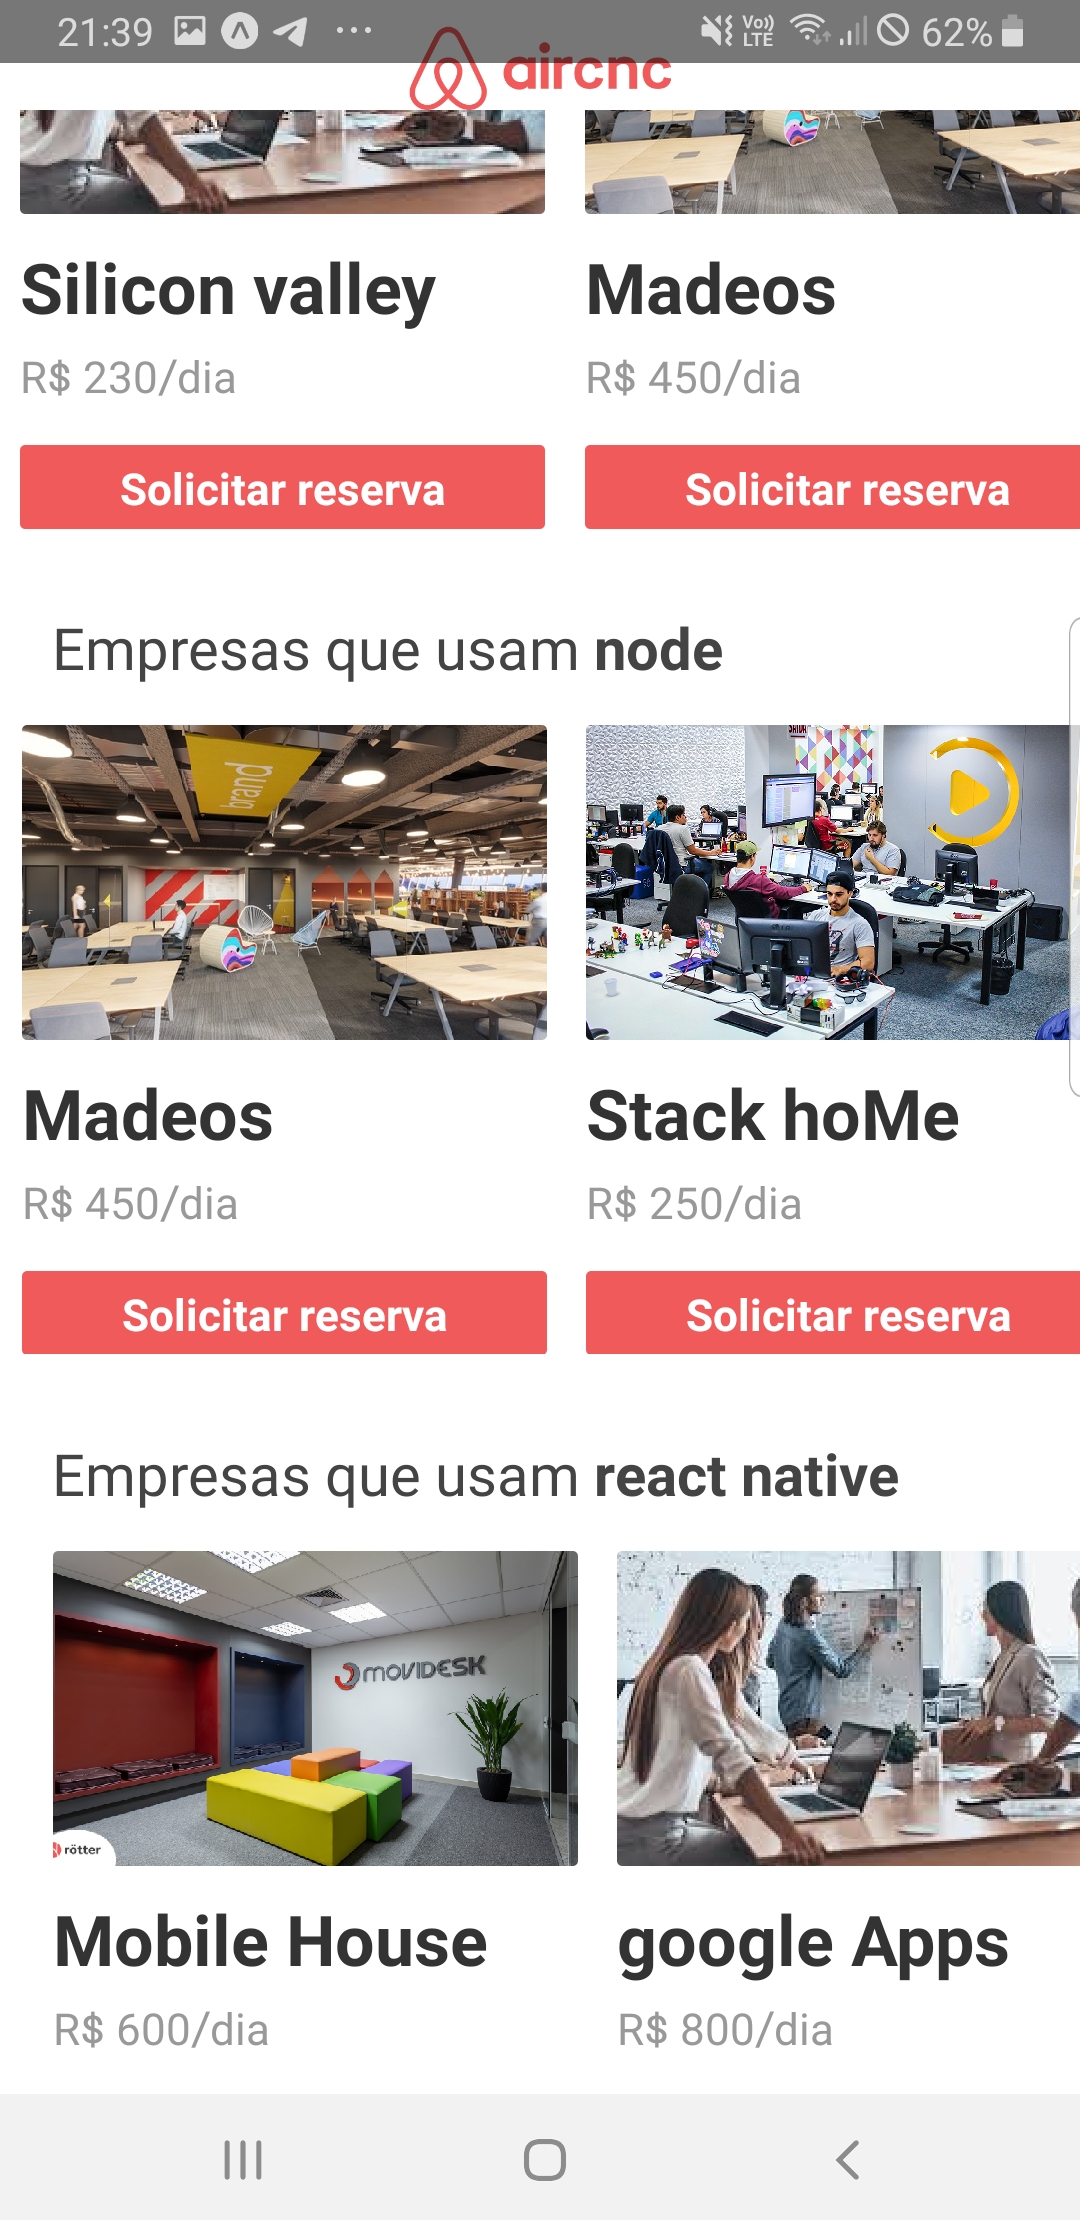 21:39
Vo)) LTE
62%
aircnc
Silicon valley
Madeos
R$ 230/dia
R$ 450/dia
Solicitar reserva
Solicitar reserva
Empresas que usam node
brand
Madeos
Stack hoMe
R$ 450/dia
R$ 250/dia
Solicitar reserva
Solicitar reserva
Empresas que usam react native
MOVIDESK
rötter
Mobile House
google Apps
R$ 600/dia
R$ 800/dia